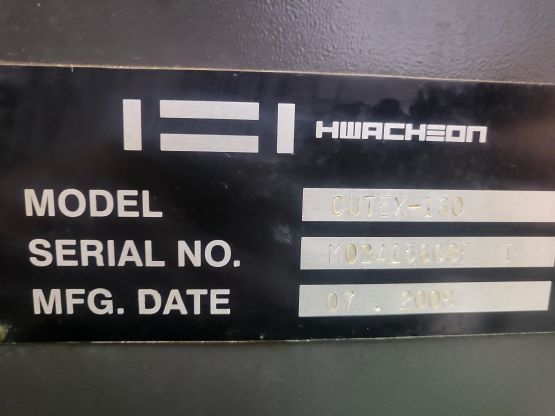 HWACHEON
MODEL CUTEX-160
SERIAL NO.
MFG. DATE 07 . 2008